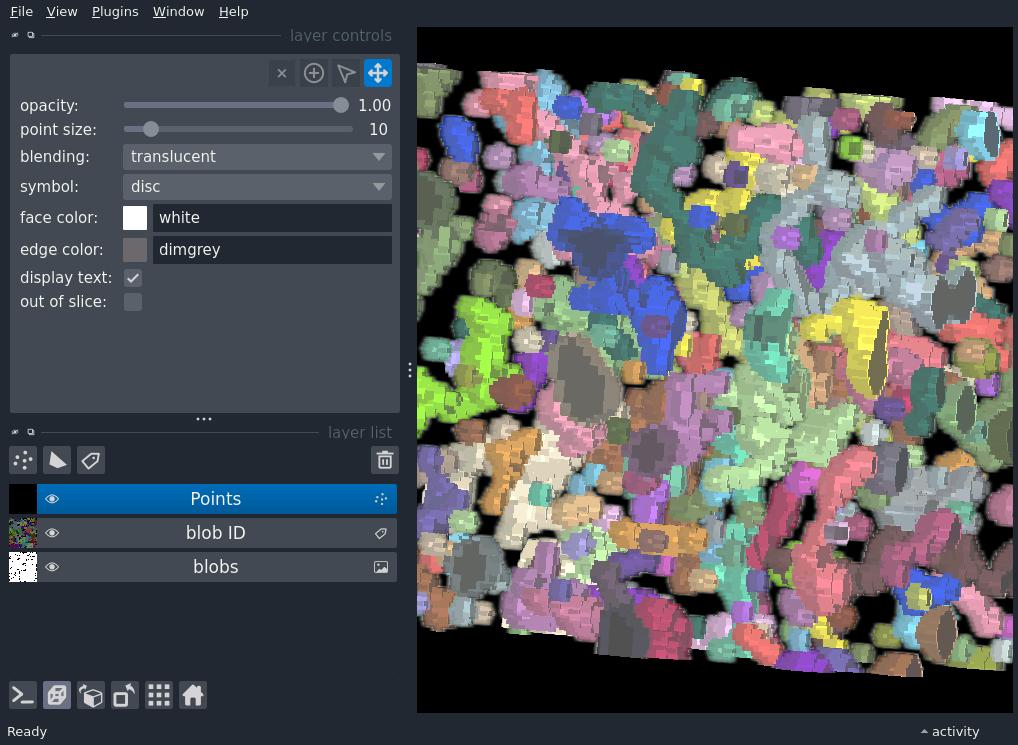 File View Plugins Window Help
layer controls
opacity: 1.00
point size: 10
blending: translucent
symbol: disc
face color: white
edge color: dimgrey
display text:
out of slice:
layer list
Points
blob ID
blobs
Ready
activity